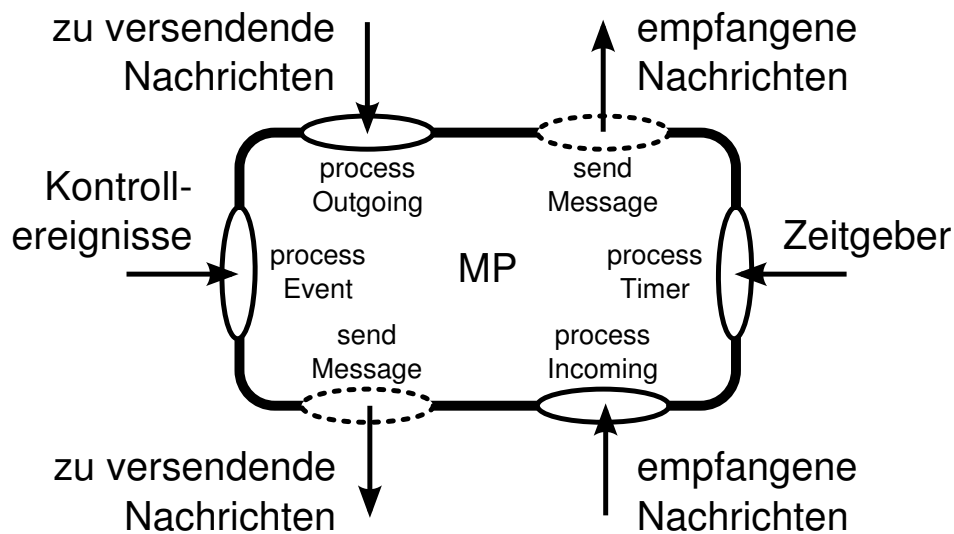 zu versendende
Nachrichten
empfangene
Nachrichten
process
Outgoing
send
Message
Kontroll-
ereignisse
process
Event
MP
process
Timer
Zeitgeber
send
Message
process
Incoming
zu versendende
Nachrichten
empfangene
Nachrichten